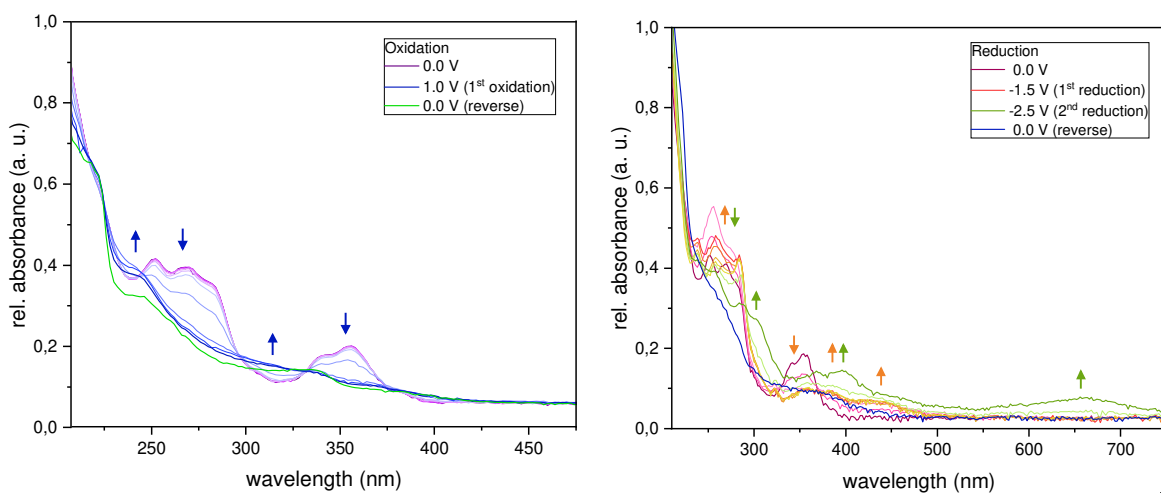 1,0
0,8
0,6
0,4
0,2
0,0
rel. absorbance (a. u.)
250 300 350 400 450
wavelength (nm)
Oxidation
0.0 V
1.0 V (1st oxidation)
0.0 V (reverse)
1,0
0,8
0,6
0,4
0,2
0,0
rel. absorbance (a. u.)
300 400 500 600 700
wavelength (nm)
Reduction
0.0 V
-1.5 V (1st reduction)
-2.5 V (2nd reduction)
0.0 V (reverse)